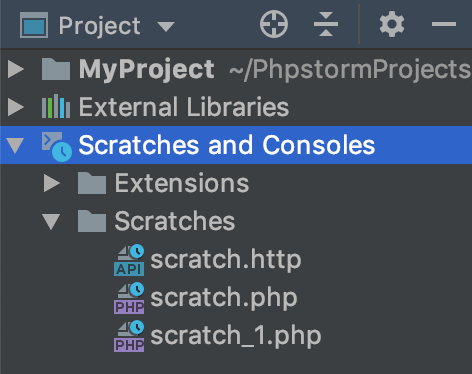 Project
MyProject ~/PhpstormProjects
External Libraries
Scratches and Consoles
Extensions
Scratches
API scratch.http
PHP scratch.php
PHP scratch_1.php